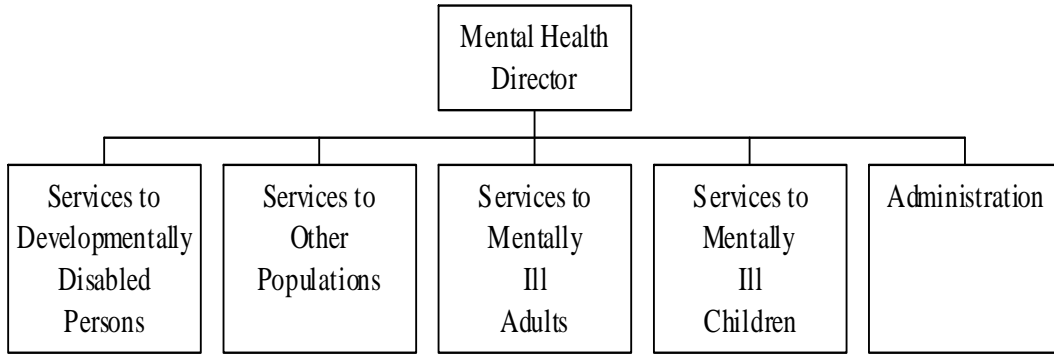 Mental Health
Director
Services to
Developmentally
Disabled
Persons
Services to
Other
Populations
Services to
Mentally
Ill
Adults
Services to
Mentally
Ill
Children
Administration